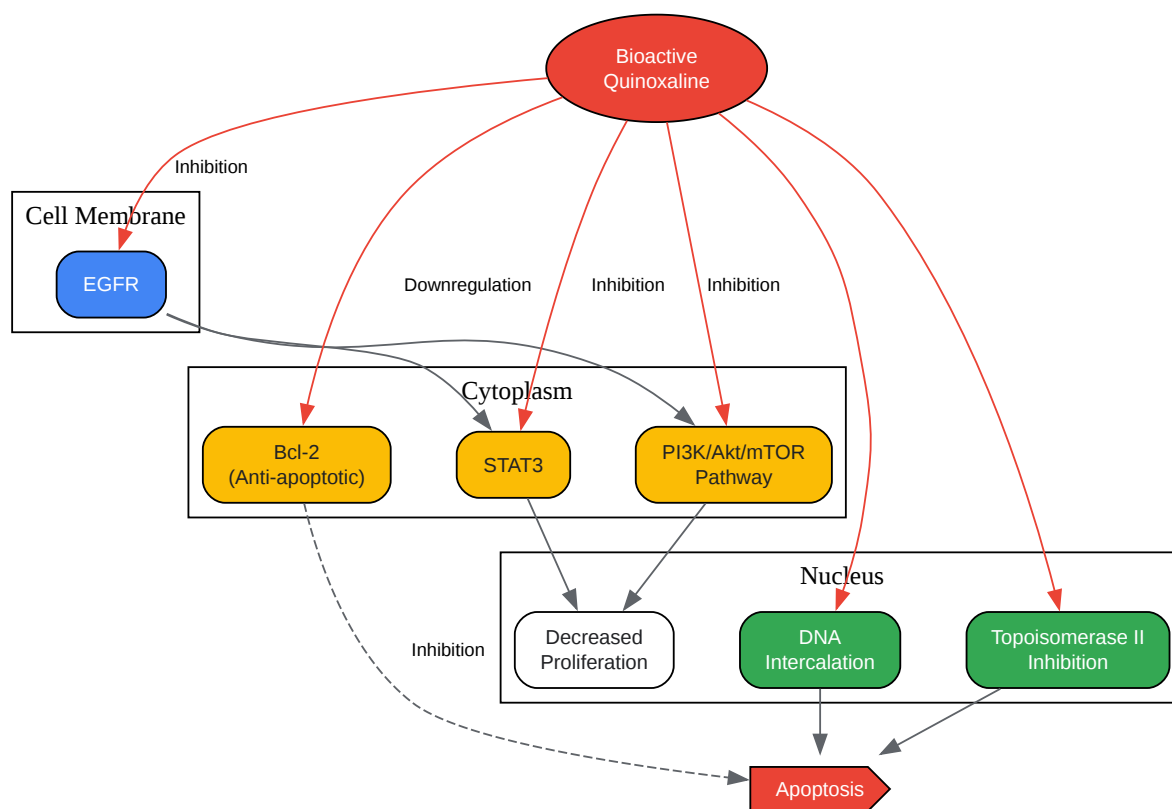 Bioactive
Quinoxaline
Inhibition
Cell Membrane
EGFR
Downregulation
Inhibition
Inhibition
Cytoplasm
Bcl-2
(Anti-apoptotic)
STAT3
PI3K/Akt/mTOR
Pathway
Nucleus
Inhibition
Decreased
Proliferation
DNA
Intercalation
Topoisomerase II
Inhibition
Apoptosis